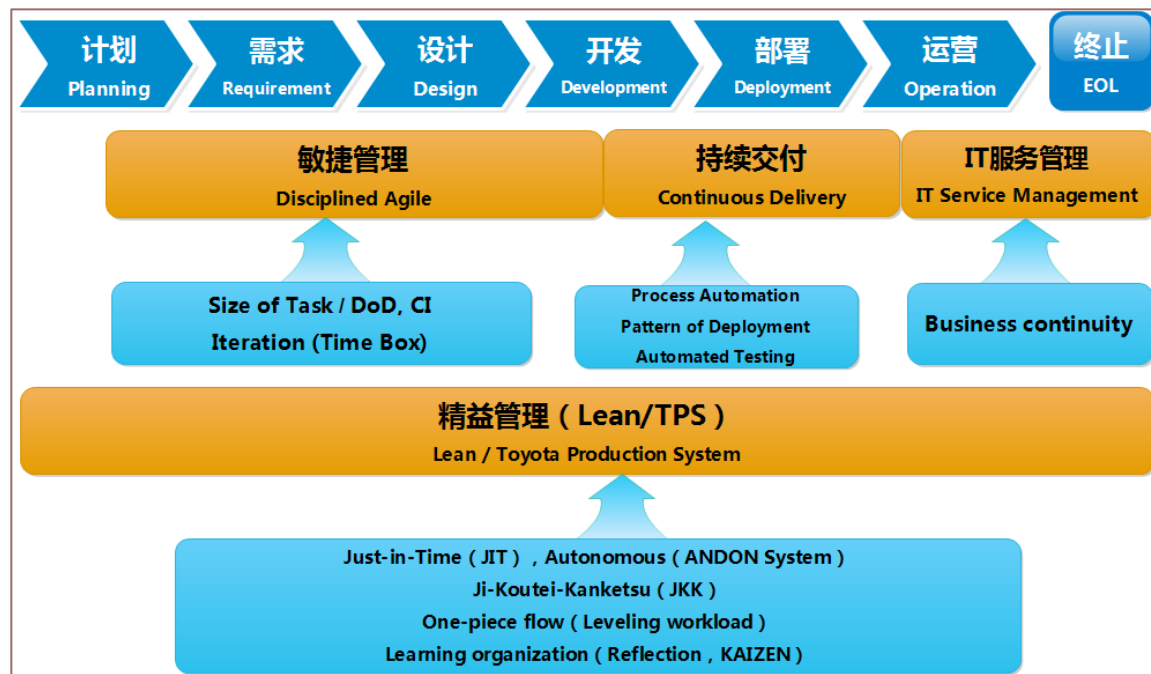 计划
Planning
需求
Requirement
设计
Design
开发
Development
部署
Deployment
运营
Operation
终止
EOL
敏捷管理
Disciplined Agile
持续交付
Continuous Delivery
IT服务管理
IT Service Management
Size of Task / DoD, CI
Iteration (Time Box)
Process Automation
Pattern of Deployment
Automated Testing
Business continuity
精益管理（Lean/TPS）
Lean / Toyota Production System
Just-in-Time（JIT），Autonomous（ANDON System）
Ji-Koutei-Kanketsu（JKK）
One-piece flow（Leveling workload）
Learning organization（Reflection，KAIZEN）